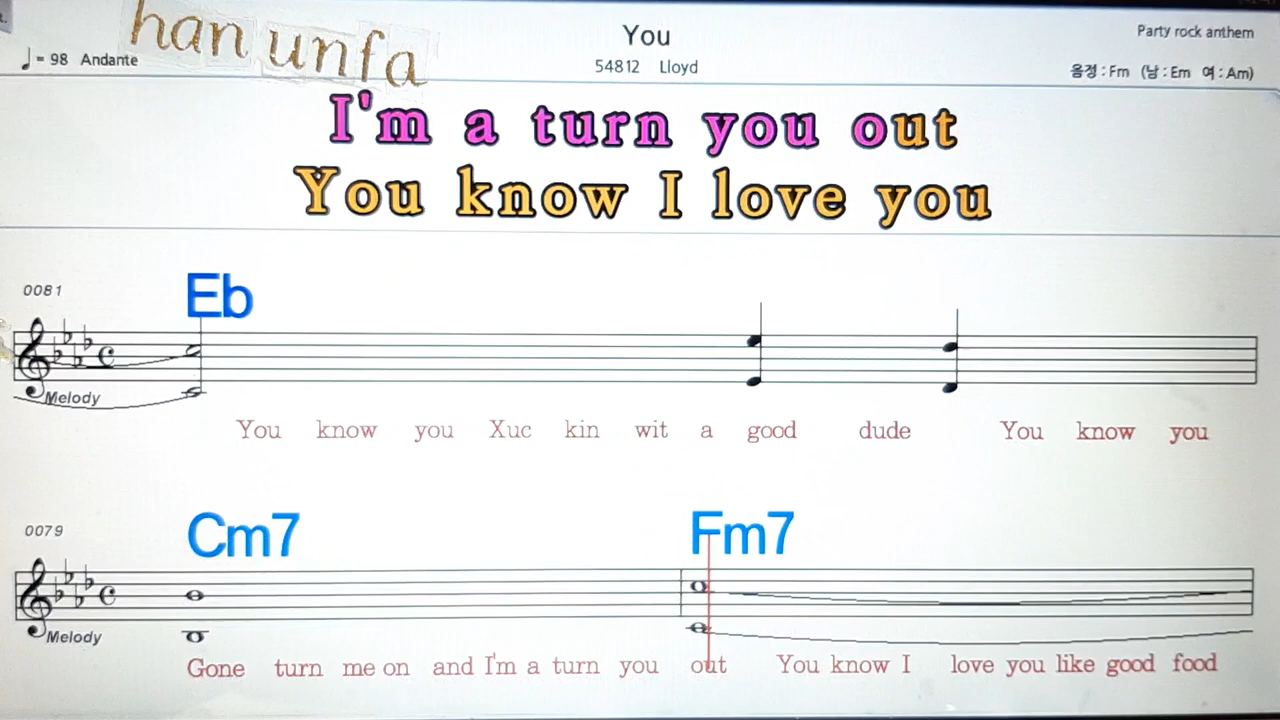 han unfa
♩= 98 Andante
You
54812 Lloyd
Party rock anthem
음정 : Fm (남 : Em 여 : Am)
I'm a turn you out
You know I love you
0081
Eb
Melody
You know you Xuc kin wit a good dude You know you
0079
Cm7 Fm7
Melody
Gone turn me on and I'm a turn you out You know I love you like good food